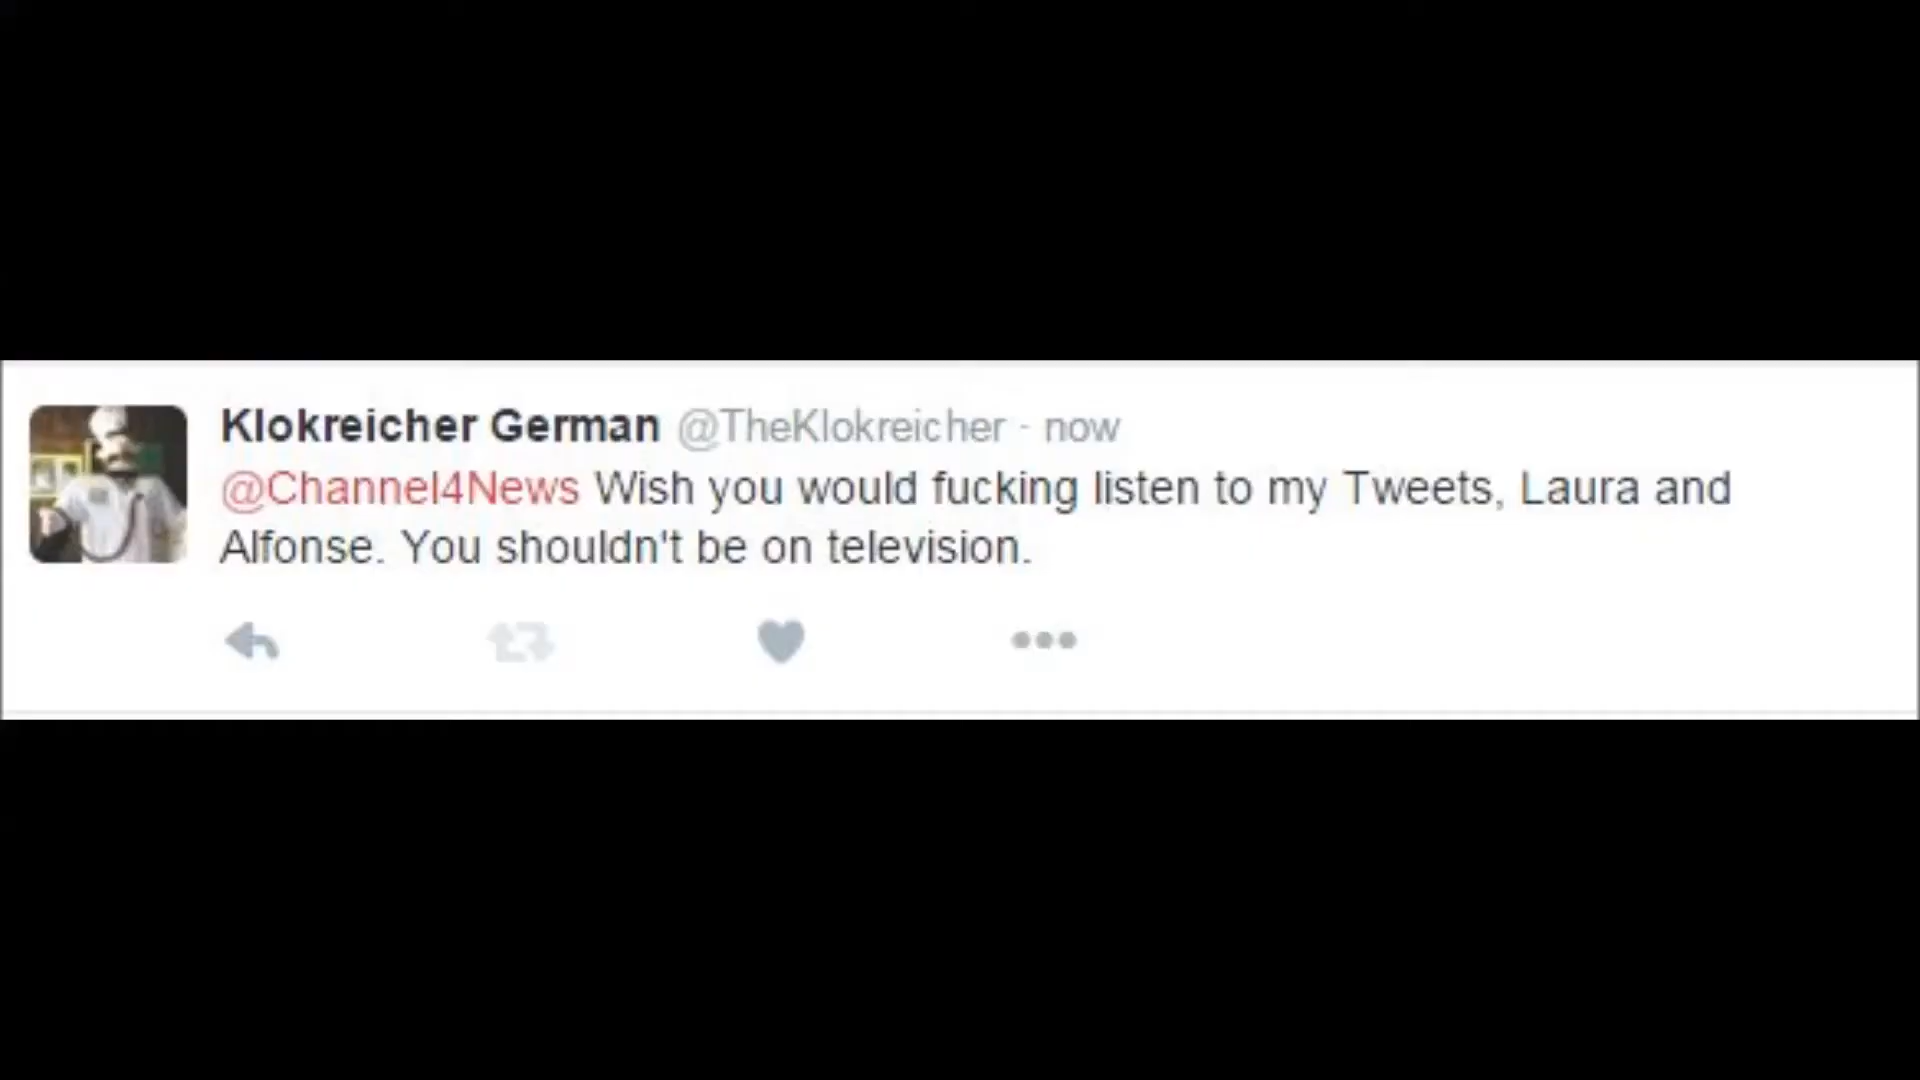 Klokreicher German @TheKlokreicher · now
@Channel4News Wish you would fucking listen to my Tweets, Laura and
Alfonse. You shouldn't be on television.